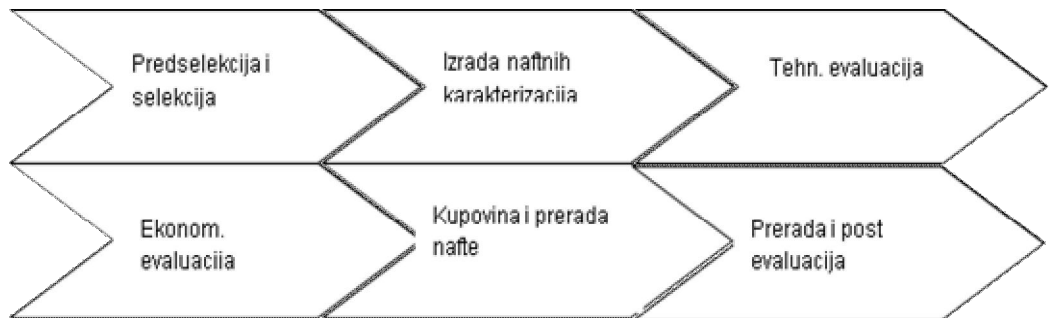 Predselekcija i
selekcija
Izrada naftnih
karakterizacija
Tehn. evaluacija
Ekonom.
evaluacija
Kupovina i prerada
nafte
Prerada i post
evaluacija